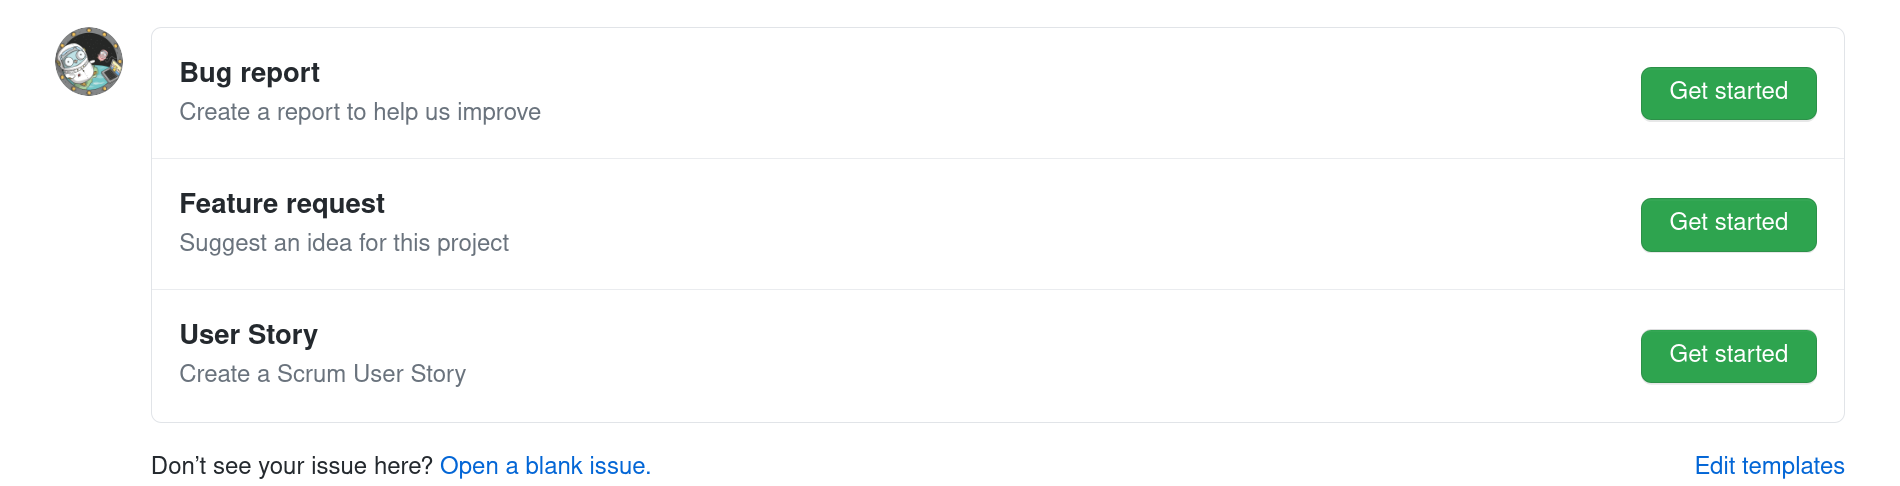 Bug report
Create a report to help us improve
Get started
Feature request
Suggest an idea for this project
Get started
User Story
Create a Scrum User Story
Get started
Don’t see your issue here? Open a blank issue.
Edit templates